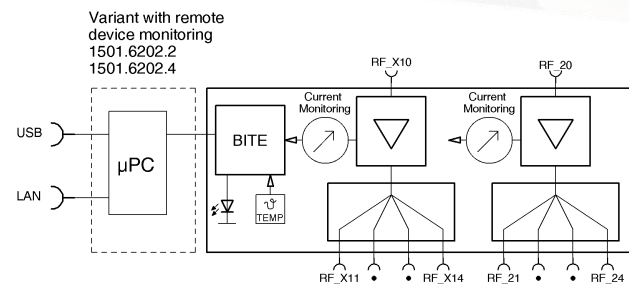 Variant with remote
device monitoring
1501.6202.2
1501.6202.4
RF_X10
RF_20
Current
Monitoring
Current
Monitoring
USB
BITE
µPC
LAN
ϑ
TEMP
RF_X11 • • RF_X14
RF_21 • • RF_24